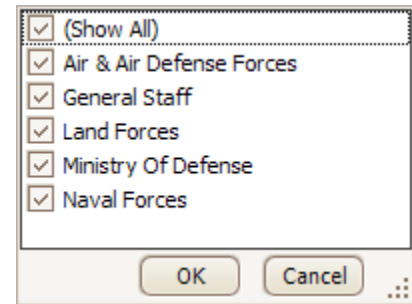 (Show All)
Air & Air Defense Forces
General Staff
Land Forces
Ministry Of Defense
Naval Forces
OK Cancel